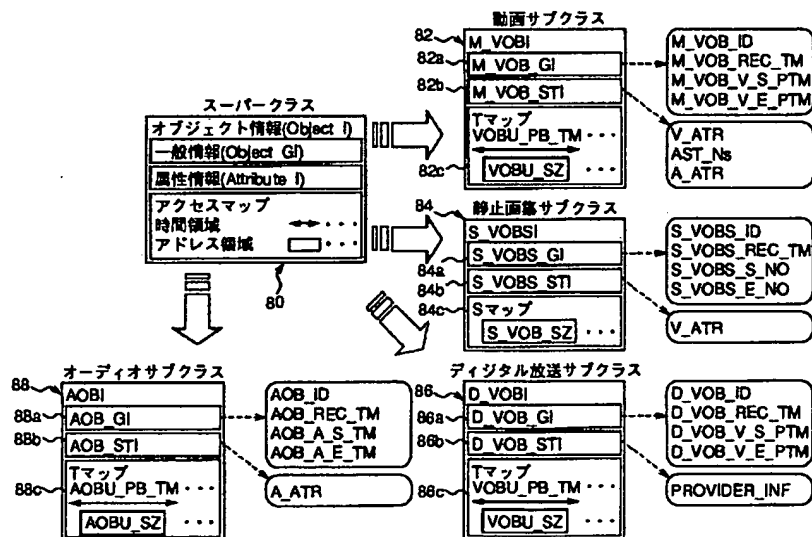 スーパークラス
オブジェクト情報(Object I)
一般情報(Object GI)
属性情報(Attribute I)
アクセスマップ
時間領域 ・・・
アドレス領域 ・・・
80
動画サブクラス
82
M_VOBI
82a
M_VOB_GI
82b
M_VOB_STI
Tマップ
VOBU_PB_TM ・・・
82c
VOBU_SZ ・・・
M_VOB_ID
M_VOB_REC_TM
M_VOB_V_S_PTM
M_VOB_V_E_PTM
V_ATR
AST_Ns
A_ATR
静止画集サブクラス
84
S_VOBSI
84a
S_VOBS_GI
84b
S_VOBS_STI
84c
Sマップ
S_VOB_SZ ・・・
S_VOBS_ID
S_VOBS_REC_TM
S_VOBS_S_NO
S_VOBS_E_NO
V_ATR
オーディオサブクラス
88
AOBI
88a
AOB_GI
88b
AOB_STI
Tマップ
88c
AOBU_PB_TM ・・・
AOBU_SZ ・・・
AOB_ID
AOB_REC_TM
AOB_A_S_TM
AOB_A_E_TM
A_ATR
ディジタル放送サブクラス
86
D_VOBI
86a
D_VOB_GI
86b
D_VOB_STI
Tマップ
86c
VOBU_PB_TM ・・・
VOBU_SZ ・・・
D_VOB_ID
D_VOB_REC_TM
D_VOB_V_S_PTM
D_VOB_V_E_PTM
PROVIDER_INF